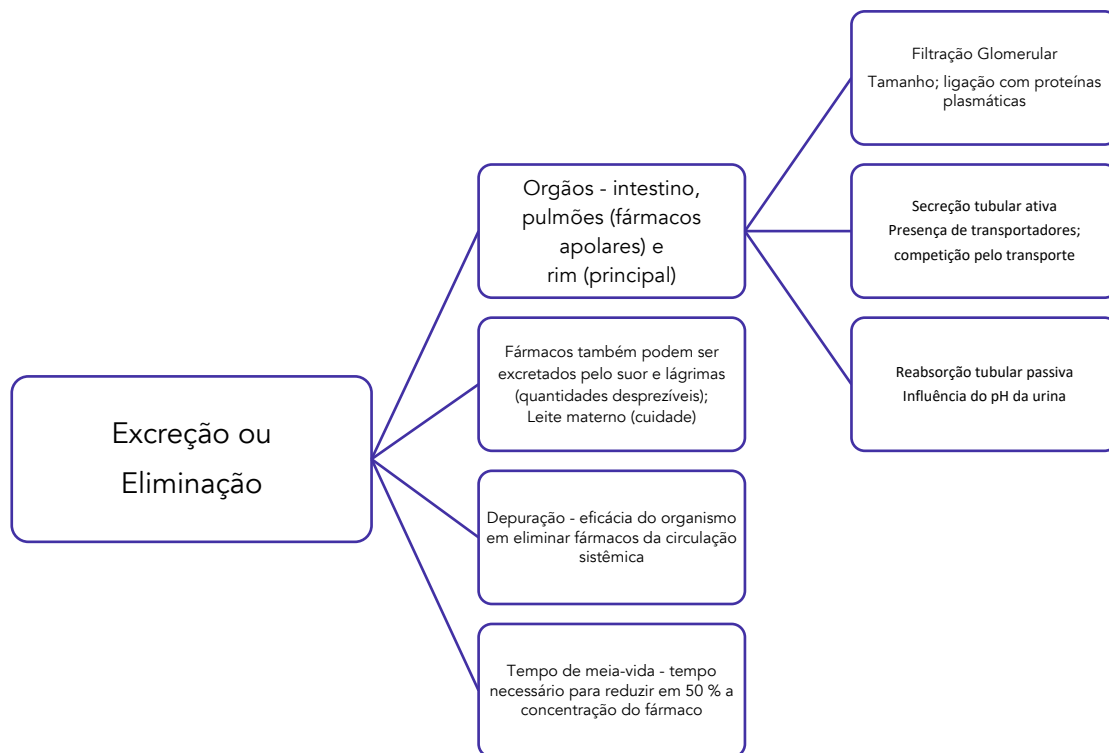 Excreção ou
Eliminação
Orgãos - intestino,
pulmões (fármacos
apolares) e
rim (principal)
Filtração Glomerular
Tamanho; ligação com proteínas
plasmáticas
Secreção tubular ativa
Presença de transportadores;
competição pelo transporte
Reabsorção tubular passiva
Influência do pH da urina
Fármacos também podem ser
excretados pelo suor e lágrimas
(quantidades desprezíveis);
Leite materno (cuidade)
Depuração - eficácia do organismo
em eliminar fármacos da circulação
sistêmica
Tempo de meia-vida - tempo
necessário para reduzir em 50 % a
concentração do fármaco